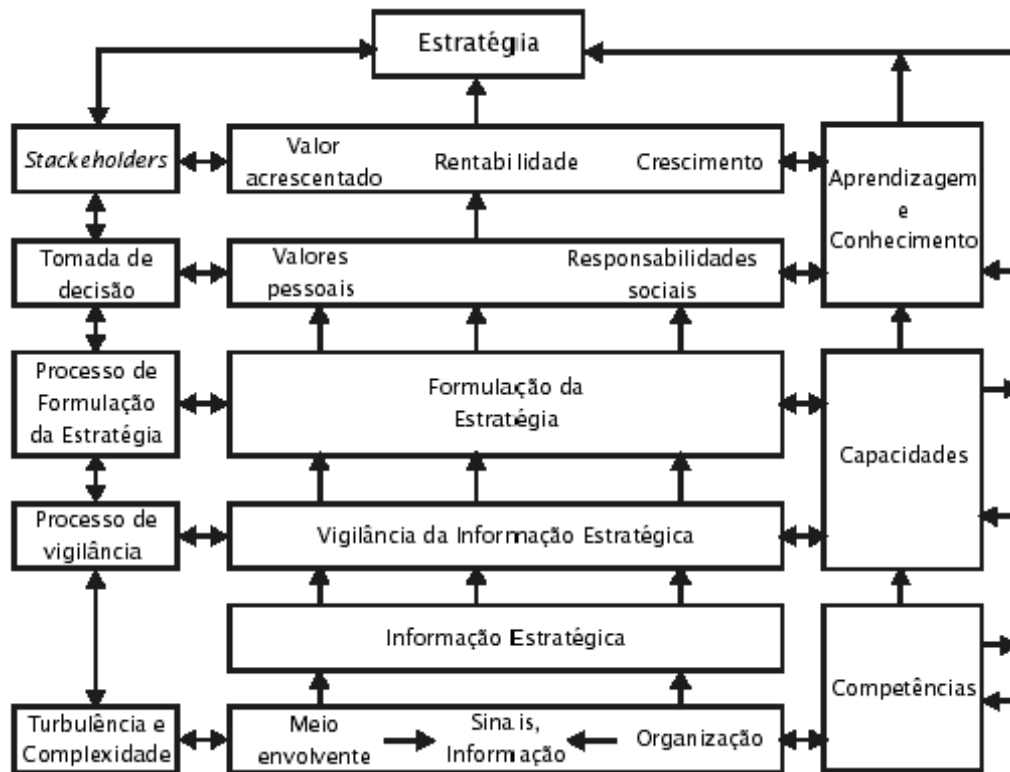 Estratégia
Stackeholders
Valor
acrescentado
Rentabilidade
Crescimento
Aprendizagem
e
Conhecimento
Tomada de
decisão
Valores
pessoais
Responsabilidades
sociais
Processo de
Formulação
da Estratégia
Formulação da
Estratégia
Capacidades
Processo de
vigilância
Vigilância da Informação Estratégica
Informação Estratégica
Competências
Turbulência e
Complexidade
Meio
envolvente
Sinais,
Informação
Organização